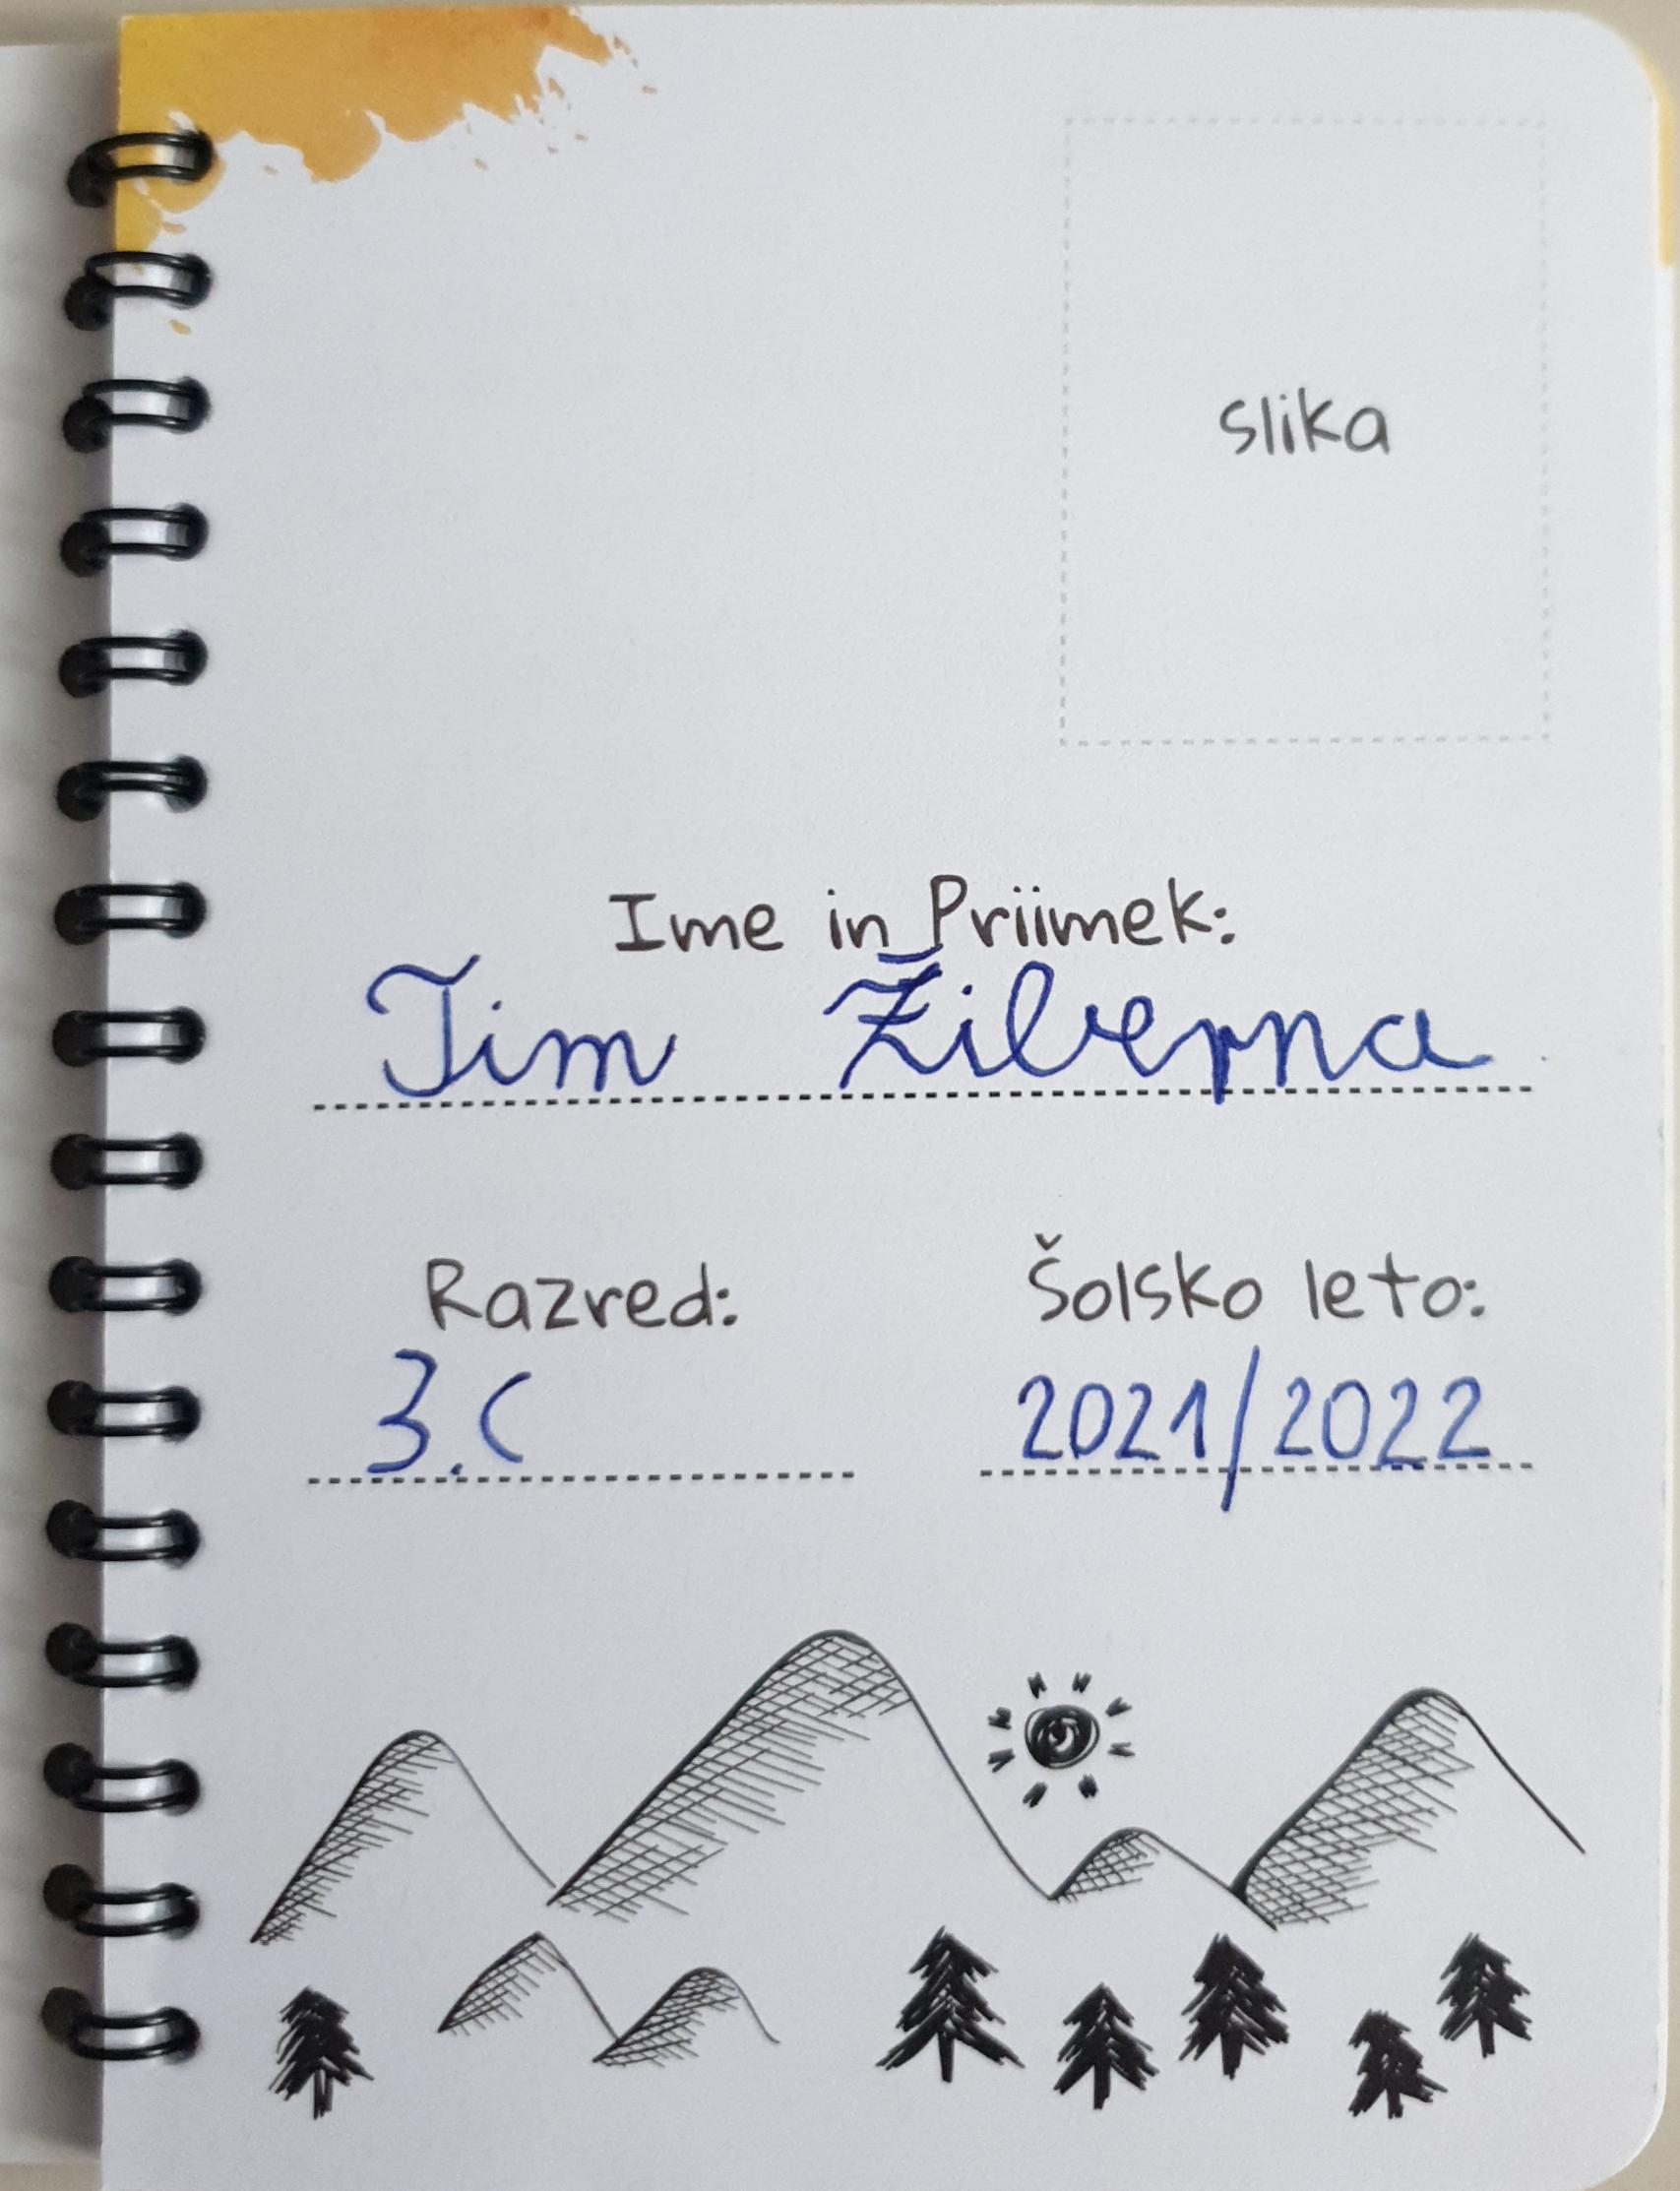 slika
Ime in Priimek:
Tim Žiberna
Razred: Šolsko leto:
3.C 2021/2022